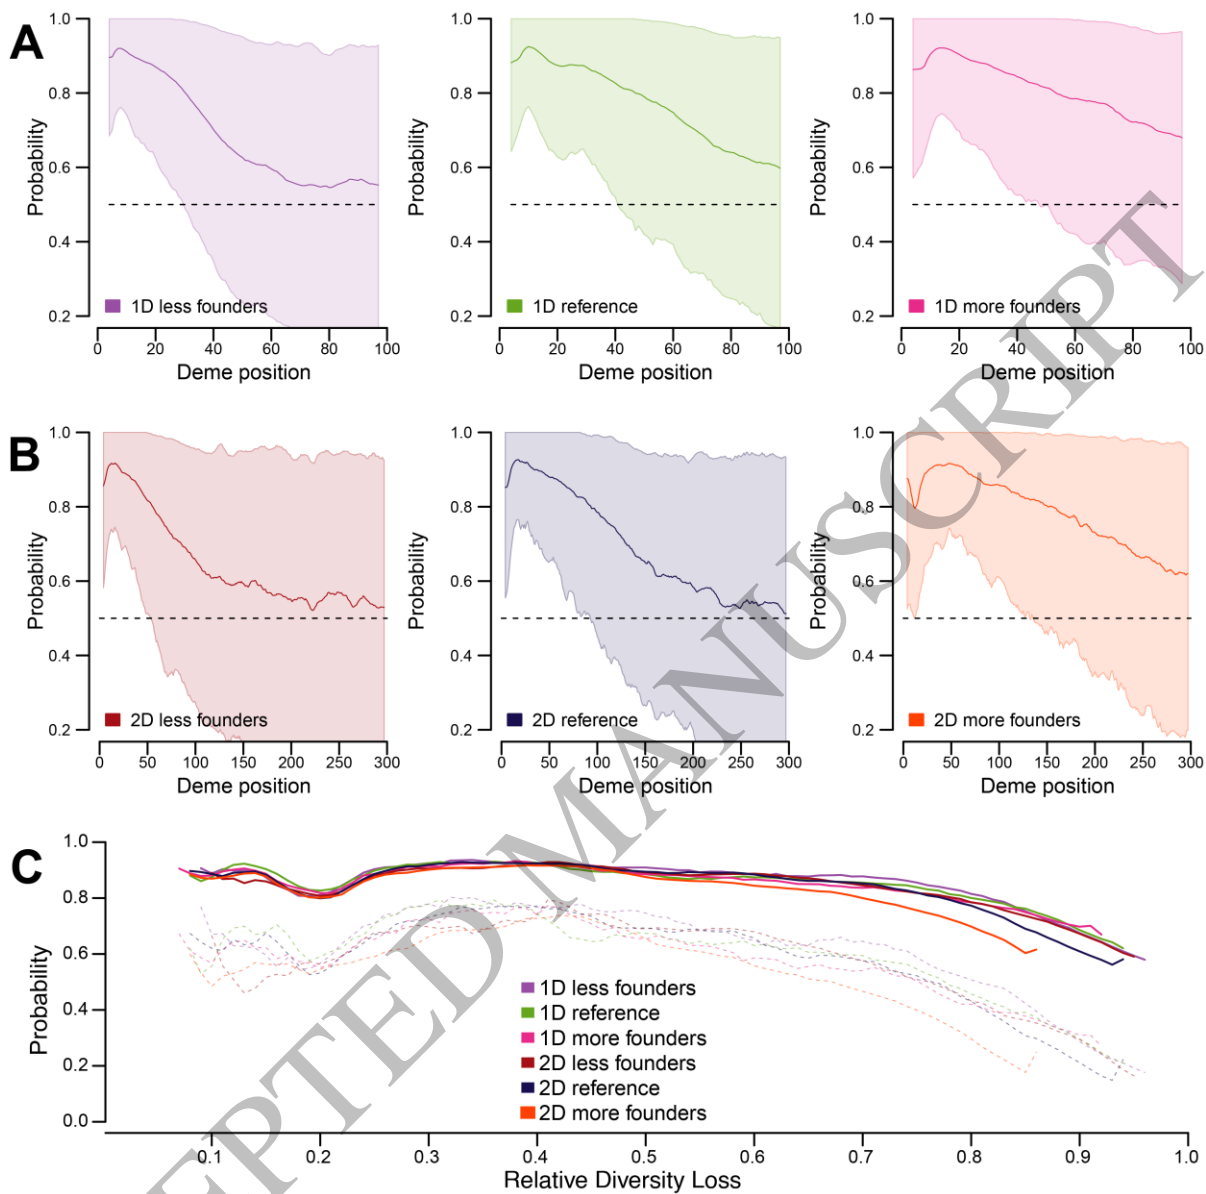 A
Probability
1.0
0.8
0.6
0.4
0.2
1D less founders
0 20 40 60 80 100
Deme position
Probability
1.0
0.8
0.6
0.4
0.2
1D reference
0 20 40 60 80 100
Deme position
Probability
1.0
0.8
0.6
0.4
0.2
1D more founders
0 20 40 60 80 100
Deme position
B
Probability
1.0
0.8
0.6
0.4
0.2
2D less founders
0 50 100 150 200 250 300
Deme position
Probability
1.0
0.8
0.6
0.4
0.2
2D reference
0 50 100 150 200 250 300
Deme position
Probability
1.0
0.8
0.6
0.4
0.2
2D more founders
0 50 100 150 200 250 300
Deme position
C
Probability
1.0
0.8
0.6
0.4
0.2
0.0
1D less founders
1D reference
1D more founders
2D less founders
2D reference
2D more founders
0.1 0.2 0.3 0.4 0.5 0.6 0.7 0.8 0.9 1.0
Relative Diversity Loss
EPTED MANUSCRIPT